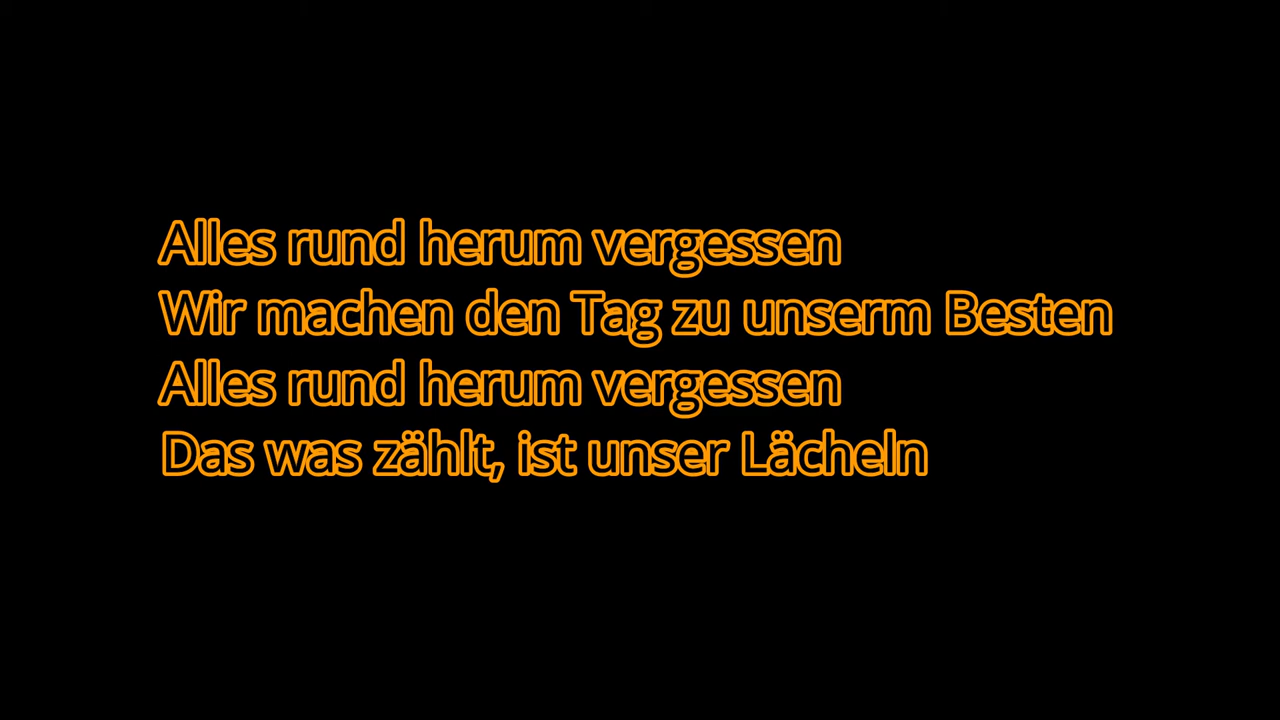 Alles rund herum vergessen
Wir machen den Tag zu unserm Besten
Alles rund herum vergessen
Das was zählt, ist unser Lächeln